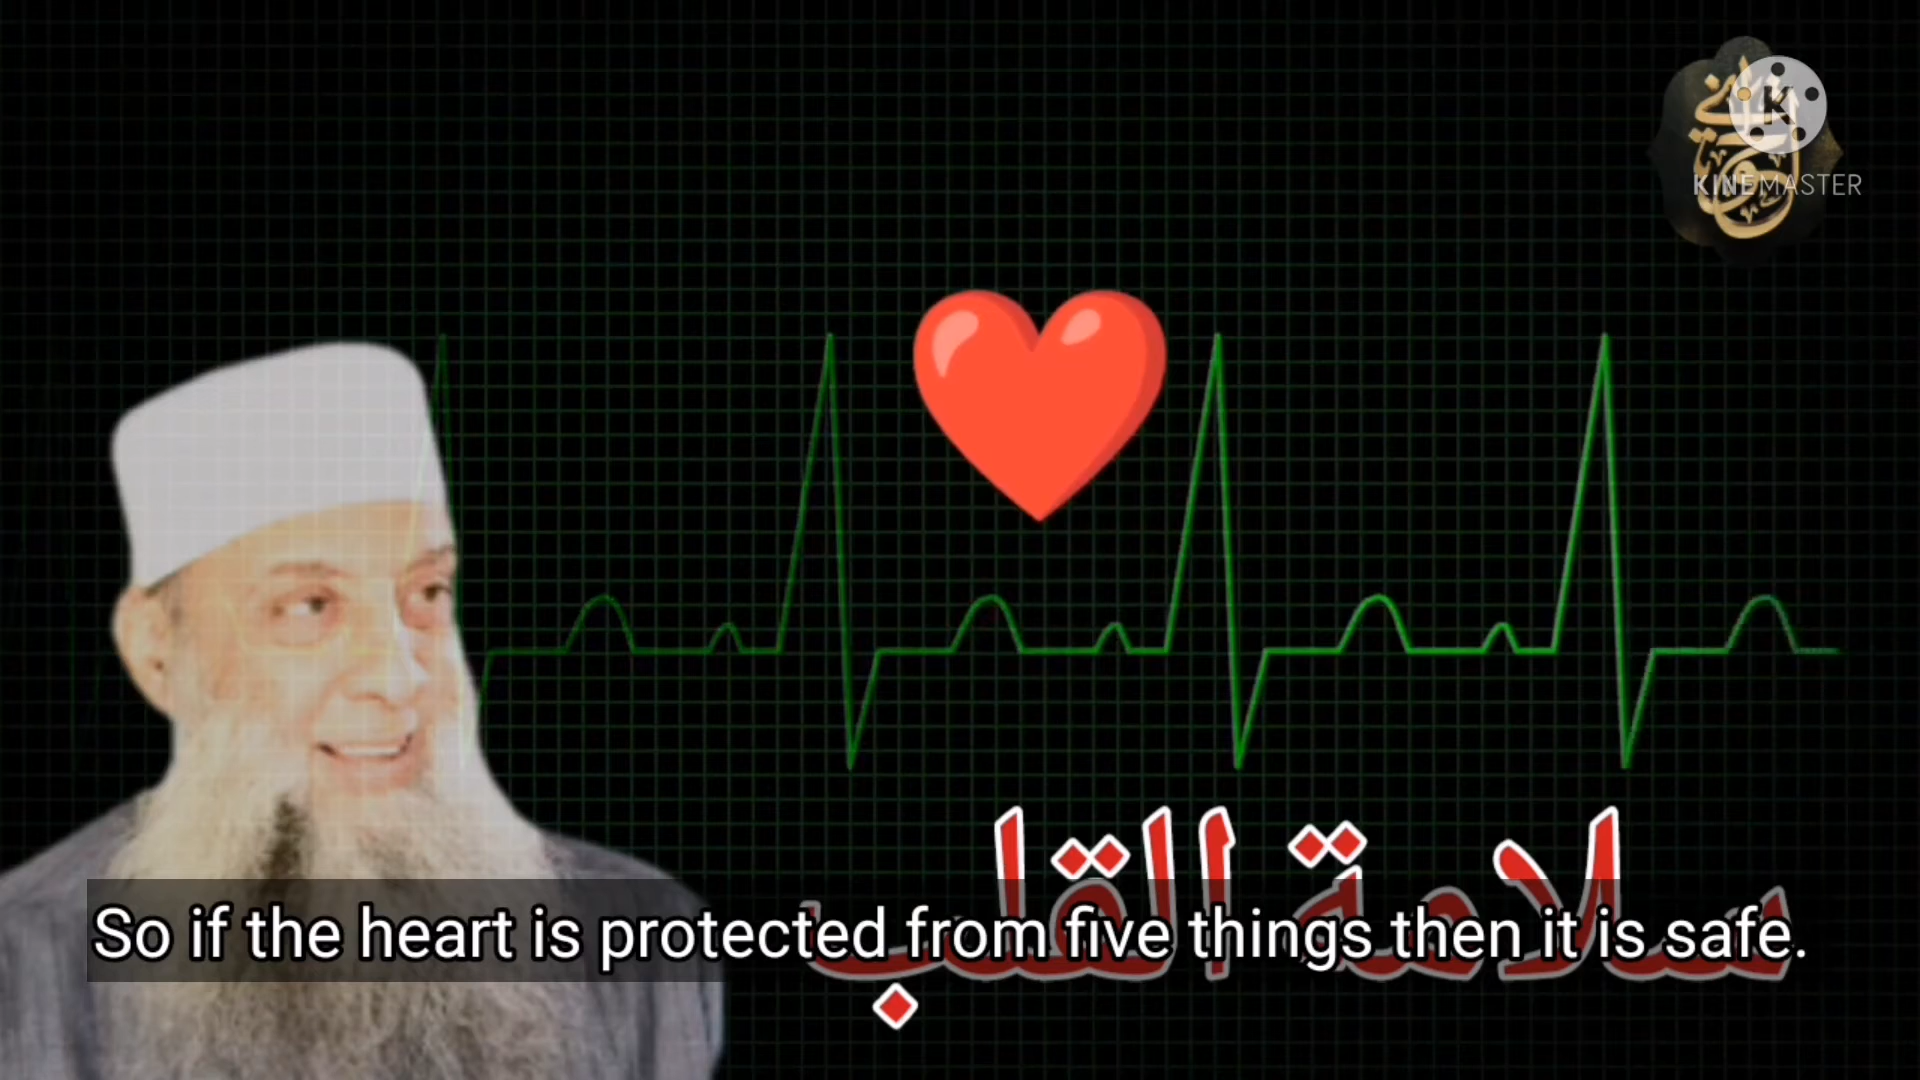 K
KINEMASTER
سلامة القلب
So if the heart is protected from five things then it is safe.